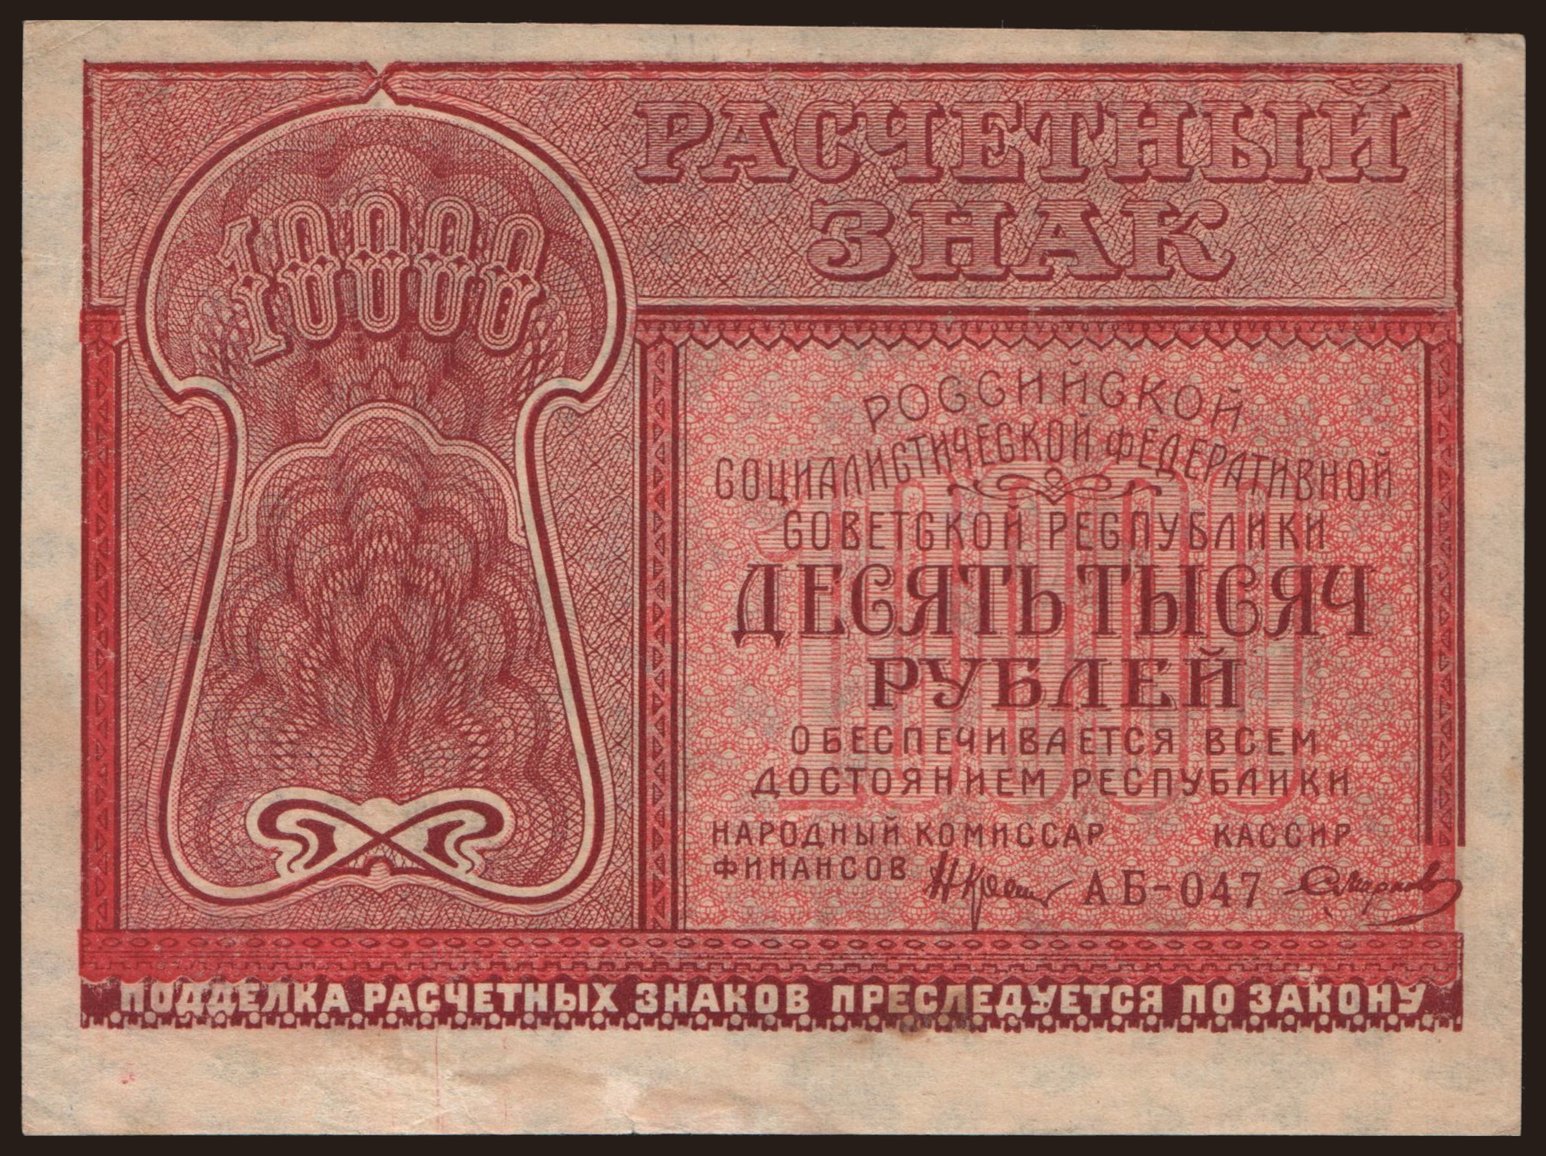 РАСЧЕТНЫЙ
ЗНАК
10000
РОССИЙСКОЙ
СОЦИАЛИСТИЧЕСКОЙ ФЕДЕРАТИВНОЙ
СОВЕТСКОЙ РЕСПУБЛИКИ
10000
ДЕСЯТЬ ТЫСЯЧ
РУБЛЕЙ
ОБЕСПЕЧИВАЕТСЯ ВСЕМ
ДОСТОЯНИЕМ РЕСПУБЛИКИ
НАРОДНЫЙ КОМИССАР КАССИР
ФИНАНСОВ АБ-047
ПОДДЕЛКА РАСЧЕТНЫХ ЗНАКОВ ПРЕСЛЕДУЕТСЯ ПО ЗАКОНУ